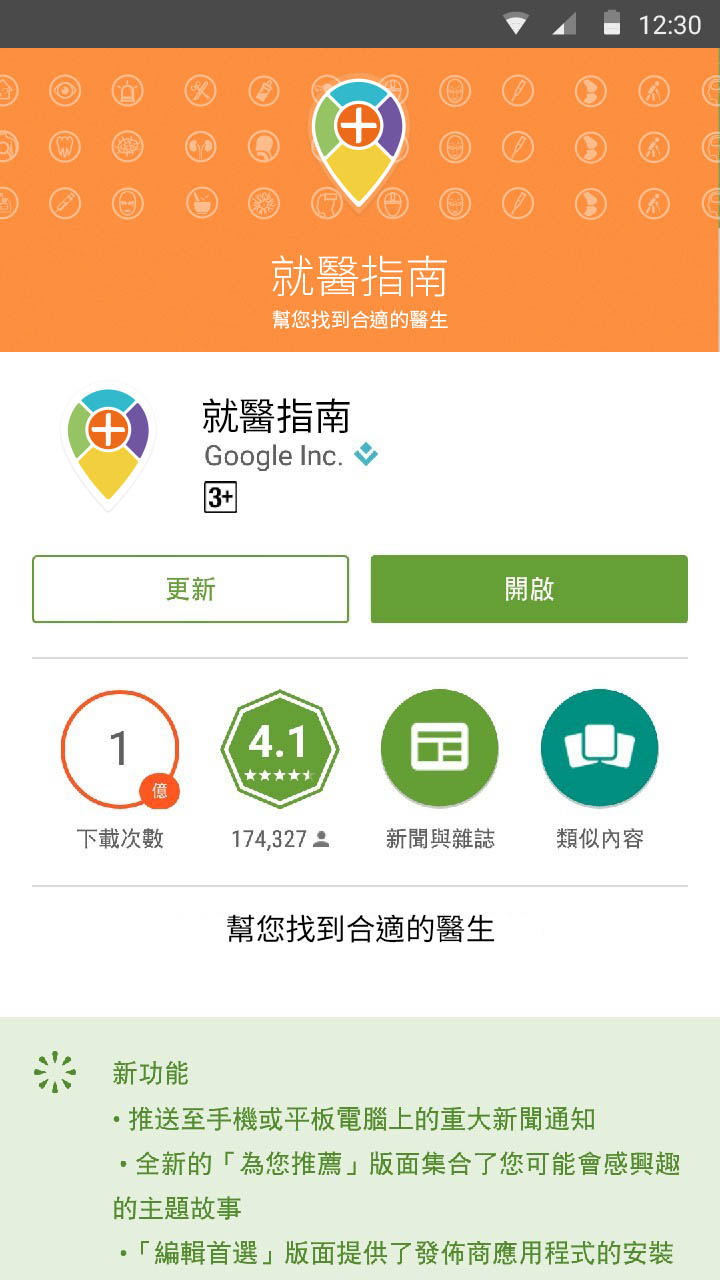 12:30
就醫指南
幫您找到合適的醫生
就醫指南
Google Inc.
3+
更新
開啟
1
億
4.1
下載次數
174,327
新聞與雜誌
類似內容
幫您找到合適的醫生
新功能
• 推送至手機或平板電腦上的重大新聞通知
• 全新的「為您推薦」版面集合了您可能會感興趣
的主題故事
•「編輯首選」版面提供了發佈商應用程式的安裝